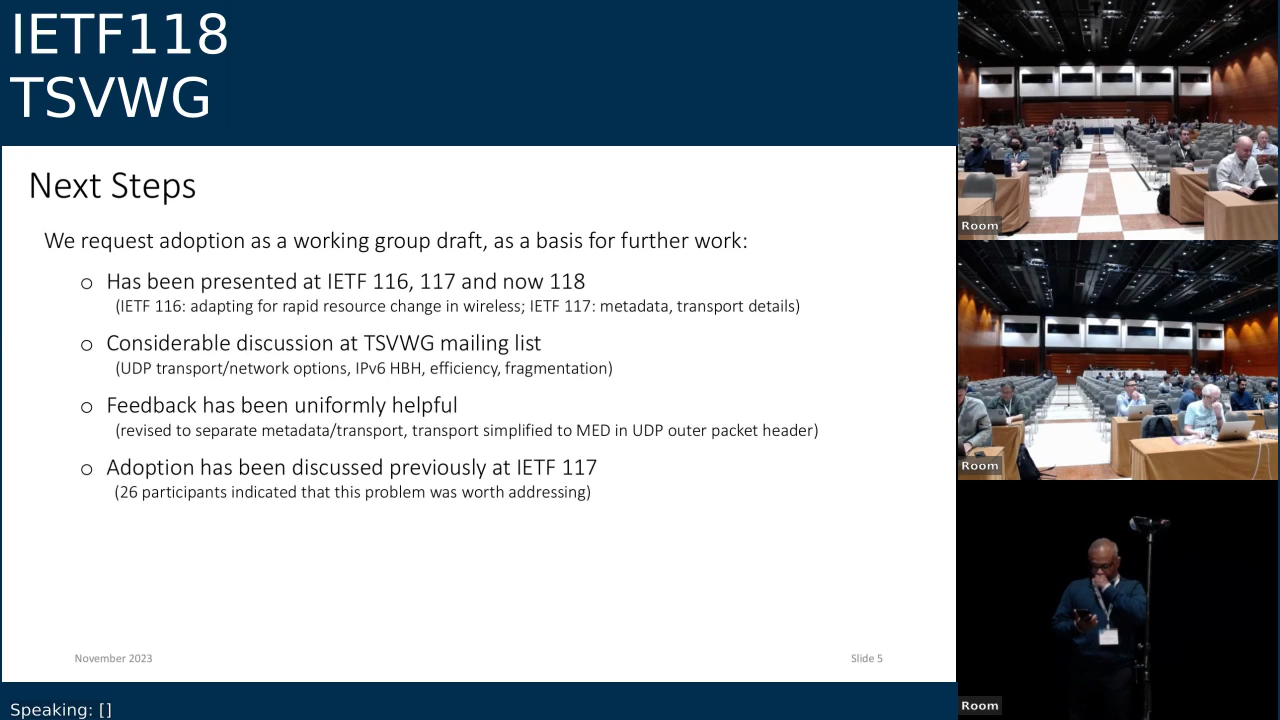 IETF118
TSVWG
Next Steps
We request adoption as a working group draft, as a basis for further work:
o Has been presented at IETF 116, 117 and now 118
(IETF 116: adapting for rapid resource change in wireless; IETF 117: metadata, transport details)
o Considerable discussion at TSVWG mailing list
(UDP transport/network options, IPv6 HBH, efficiency, fragmentation)
o Feedback has been uniformly helpful
(revised to separate metadata/transport, transport simplified to MED in UDP outer packet header)
o Adoption has been discussed previously at IETF 117
(26 participants indicated that this problem was worth addressing)
November 2023
Slide 5
Speaking: []
Room
Room
Room